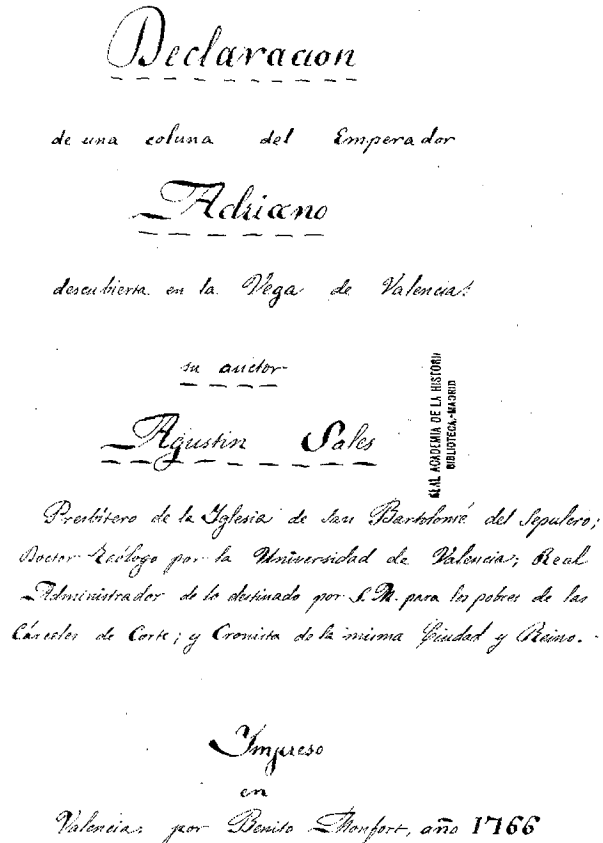 Declaracion
de una coluna del Emperador
Adriano
descubierta en la Vega de Valencia:
su auctor
Agustin Sales
REAL ACADEMIA DE LA HISTORIA
BIBLIOTECA-MADRID
Presbítero de la Iglesia de San Bartolomé del Sepulcro;
Doctor Teólogo por la Universidad de Valencia; Real
Administrador de lo destinado por S. M. para los pobres de las
Cárceles de Corte; y Cronista de la misma Ciudad y Reino.
Impreso
en
Valencia: por Benito Monfort, año 1766